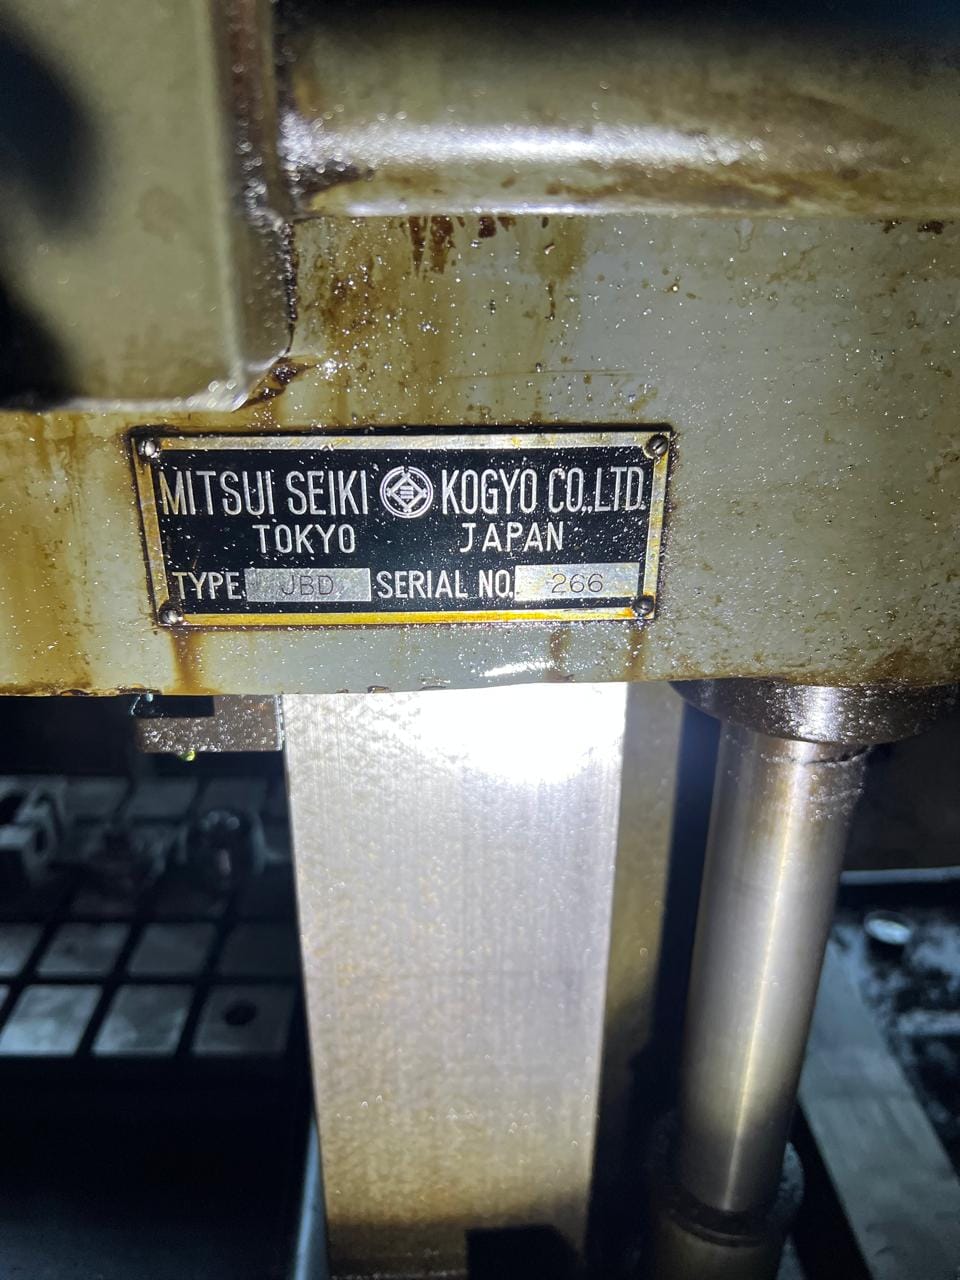 MITSUI SEIKI KOGYO CO.,LTD.
TOKYO JAPAN
TYPE JBD SERIAL NO. 266